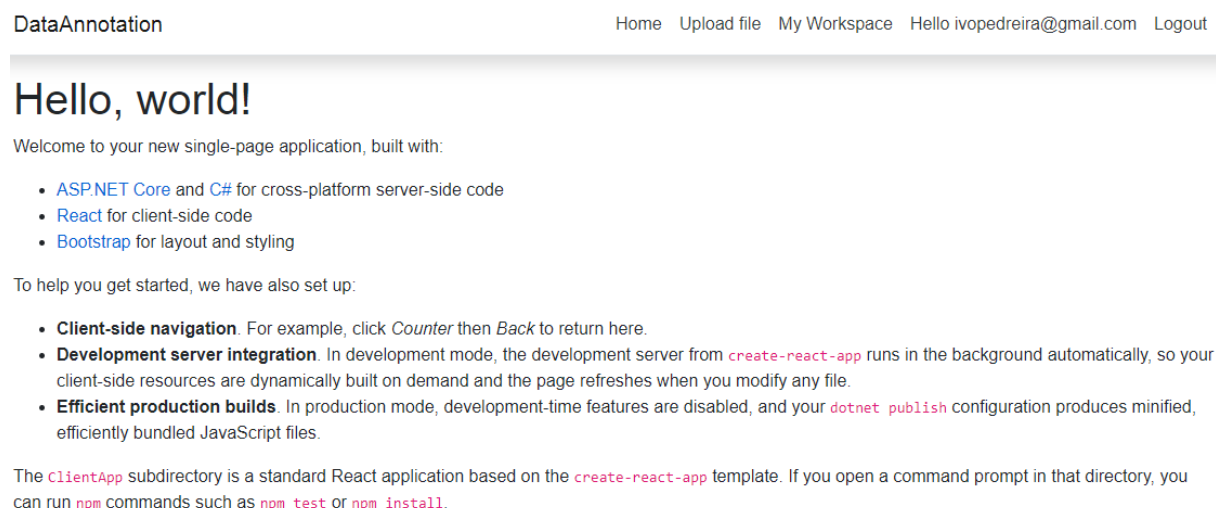 DataAnnotation Home Upload file My Workspace Hello ivopedreira@gmail.com Logout
Hello, world!
Welcome to your new single-page application, built with:
• ASP.NET Core and C# for cross-platform server-side code
• React for client-side code
• Bootstrap for layout and styling
To help you get started, we have also set up:
• Client-side navigation. For example, click Counter then Back to return here.
• Development server integration. In development mode, the development server from create-react-app runs in the background automatically, so your
client-side resources are dynamically built on demand and the page refreshes when you modify any file.
• Efficient production builds. In production mode, development-time features are disabled, and your dotnet publish configuration produces minified,
efficiently bundled JavaScript files.
The ClientApp subdirectory is a standard React application based on the create-react-app template. If you open a command prompt in that directory, you
can run npm commands such as npm test or npm install.